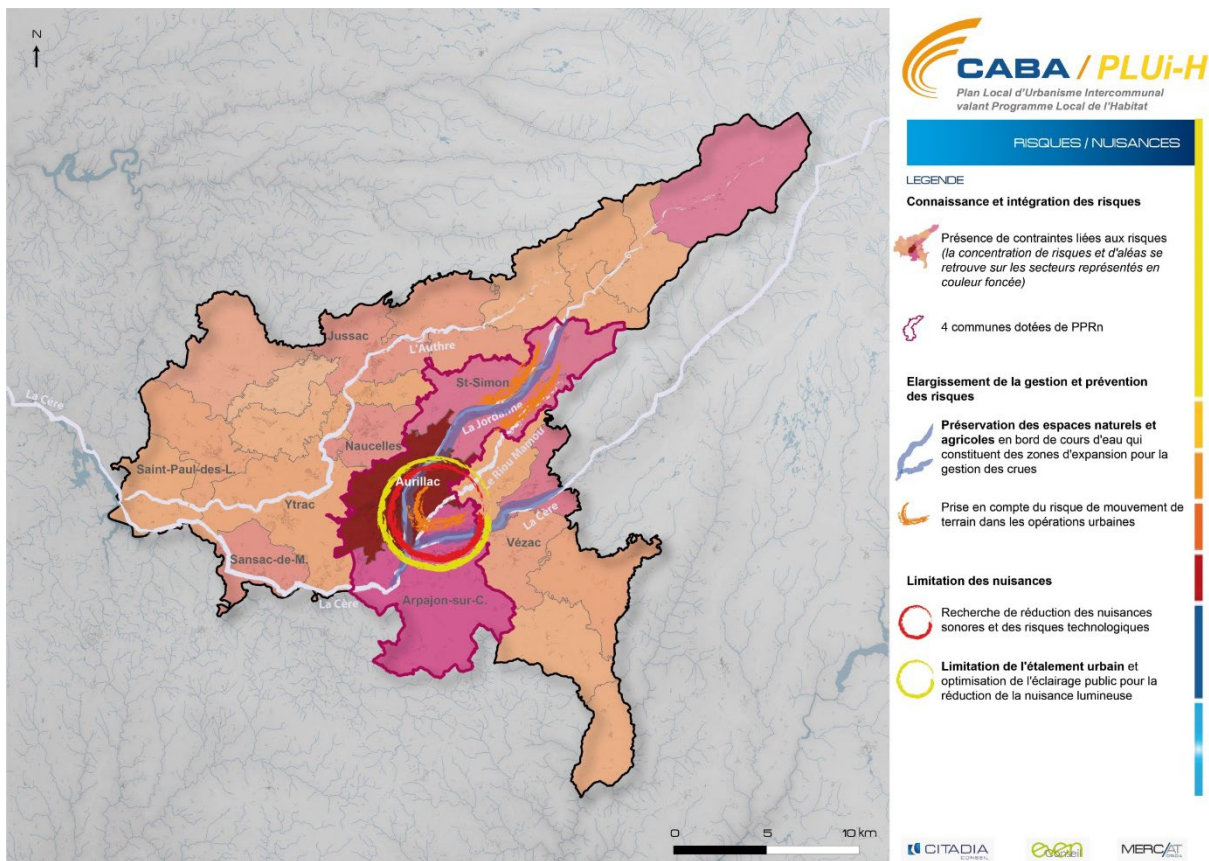 N
Jussac
L'Authre
St-Simon
La Jordanne
La Cère
Naucelles
Le Riou Mamou
Saint-Paul-des-L.
Aurillac
Ytrac
La Cère
Vézac
Sansac-de-M.
La Cère
Arpajon-sur-C.
0 5 10 km
CABA / PLUi-H
Plan Local d'Urbanisme Intercommunal
valant Programme Local de l'Habitat
RISQUES / NUISANCES
LEGENDE
Connaissance et intégration des risques
Présence de contraintes liées aux risques
(la concentration de risques et d'aléas se
retrouve sur les secteurs représentés en
couleur foncée)
4 communes dotées de PPRn
Elargissement de la gestion et prévention
des risques
Préservation des espaces naturels et
agricoles en bord de cours d'eau qui
constituent des zones d'expansion pour la
gestion des crues
Prise en compte du risque de mouvement de
terrain dans les opérations urbaines
Limitation des nuisances
Recherche de réduction des nuisances
sonores et des risques technologiques
Limitation de l'étalement urbain et
optimisation de l'éclairage public pour la
réduction de la nuisance lumineuse
CITADIA
CONSEIL
even
Conseil
MERC/AT